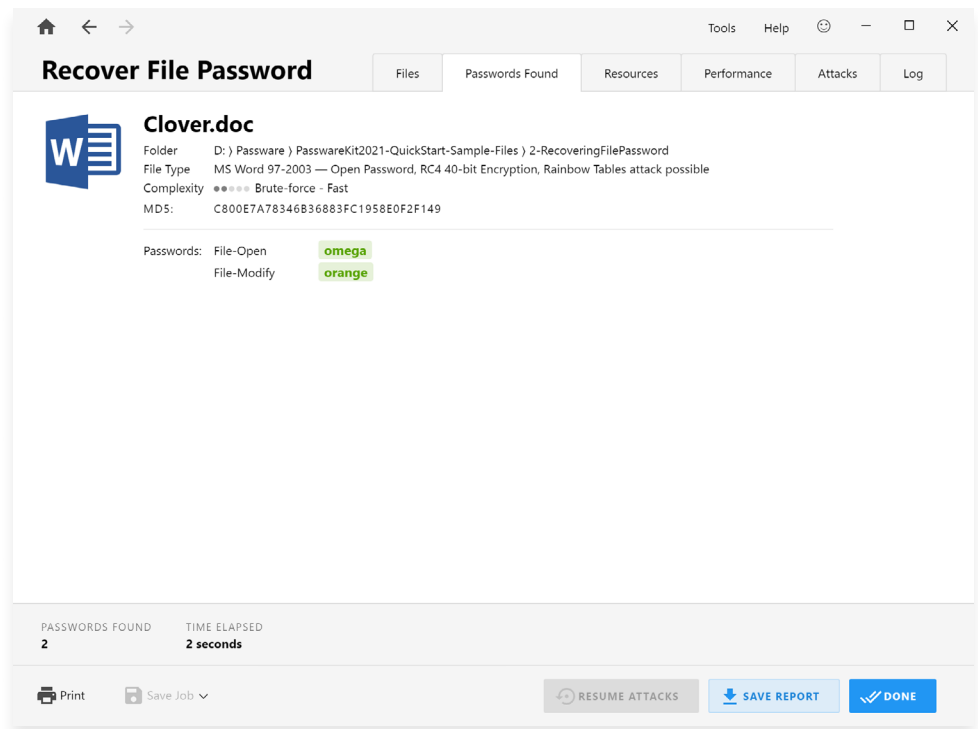 Tools Help
Recover File Password
Files Passwords Found Resources Performance Attacks Log
W
Clover.doc
Folder D: ⟩ Passware ⟩ PasswareKit2021-QuickStart-Sample-Files ⟩ 2-RecoveringFilePassword
File Type MS Word 97-2003 — Open Password, RC4 40-bit Encryption, Rainbow Tables attack possible
Complexity Brute-force - Fast
MD5: C800E7A78346B36883FC1958E0F2F149
Passwords: File-Open omega
File-Modify orange
PASSWORDS FOUND TIME ELAPSED
2 2 seconds
Print Save Job RESUME ATTACKS SAVE REPORT DONE